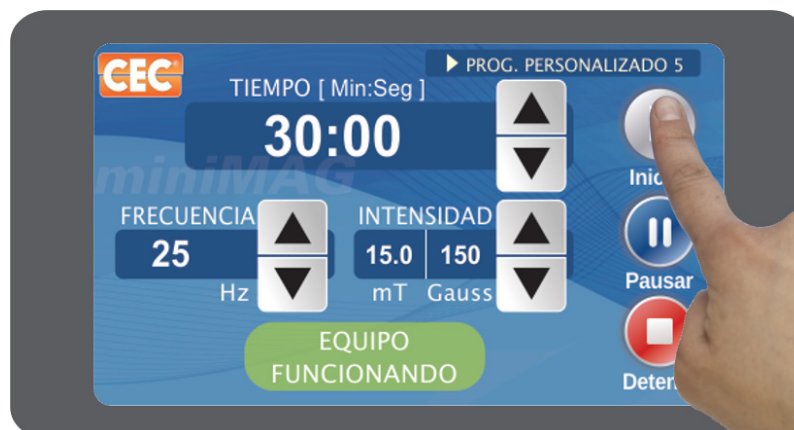 CEC
PROG. PERSONALIZADO 5
TIEMPO [ Min:Seg ]
30:00
miniMAG
FRECUENCIA
25
Hz
INTENSIDAD
15.0 150
mT Gauss
Pausar
EQUIPO
FUNCIONANDO